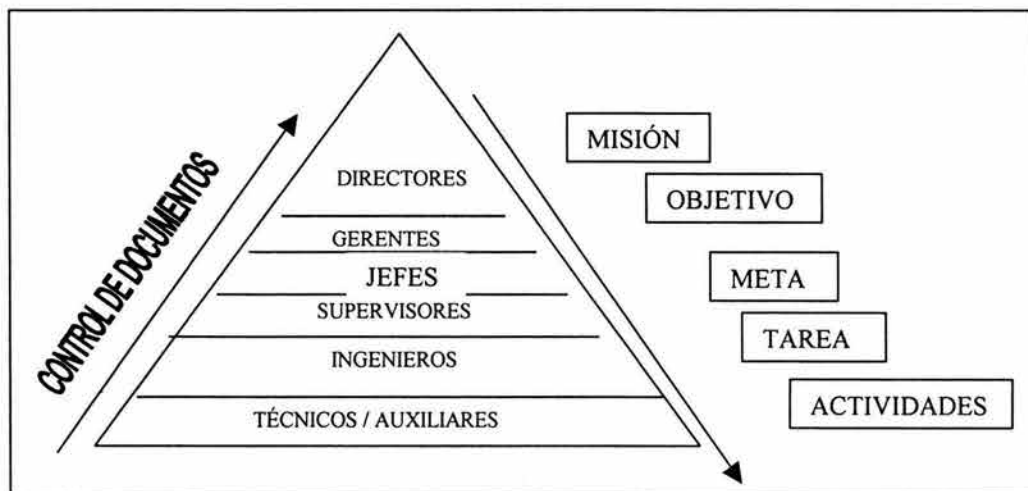 CONTROL DE DOCUMENTOS
DIRECTORES
GERENTES
JEFES
SUPERVISORES
INGENIEROS
TÉCNICOS / AUXILIARES
MISIÓN
OBJETIVO
META
TAREA
ACTIVIDADES